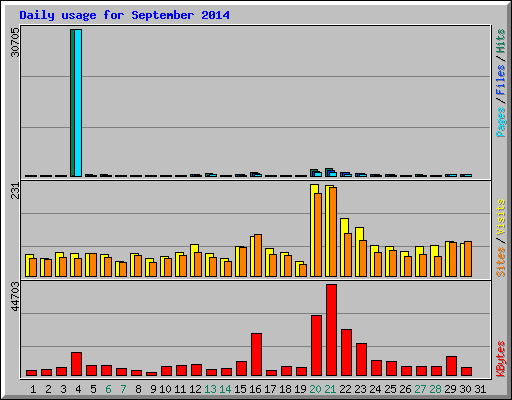 Daily usage for September 2014
30705
231
44703
Pages / Files / Hits
Sites / Visits
KBytes
1 2 3 4 5 6 7 8 9 10 11 12 13 14 15 16 17 18 19 20 21 22 23 24 25 26 27 28 29 30 31